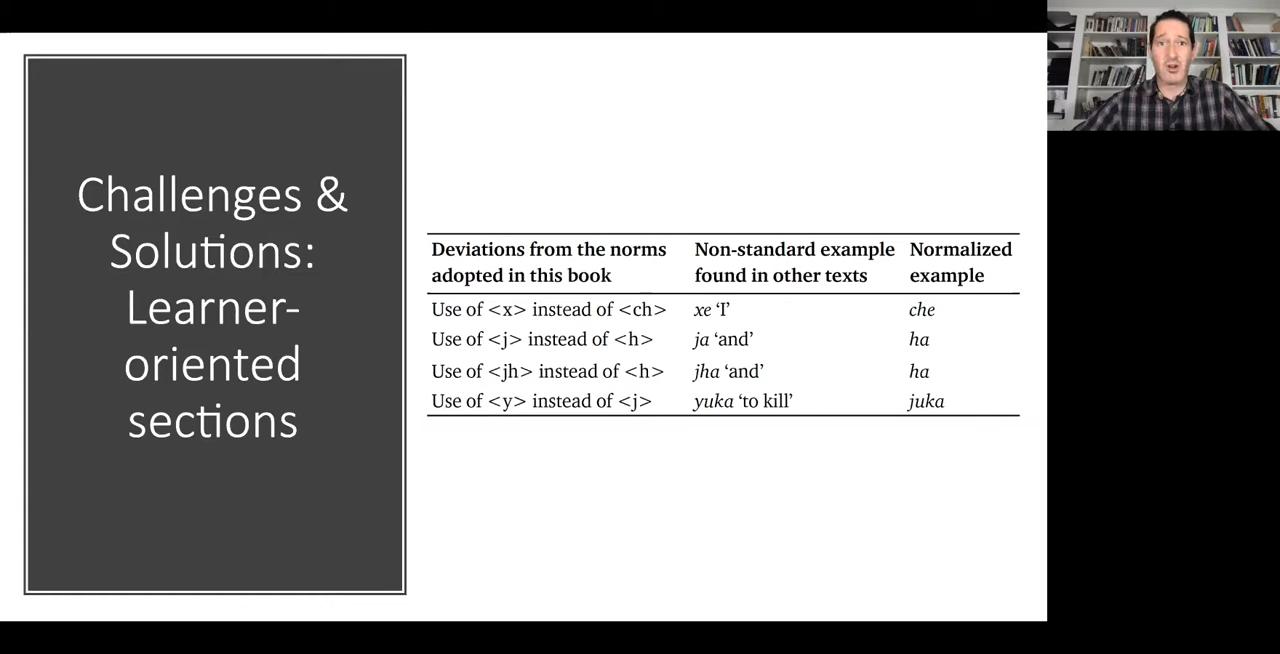 Challenges &
Solutions:
Learner-
oriented
sections
Deviations from the norms Non-standard example Normalized
adopted in this book found in other texts example
Use of <x> instead of <ch> xe ‘I’ che
Use of <j> instead of <h> ja ‘and’ ha
Use of <jh> instead of <h> jha ‘and’ ha
Use of <y> instead of <j> yuka ‘to kill’ juka